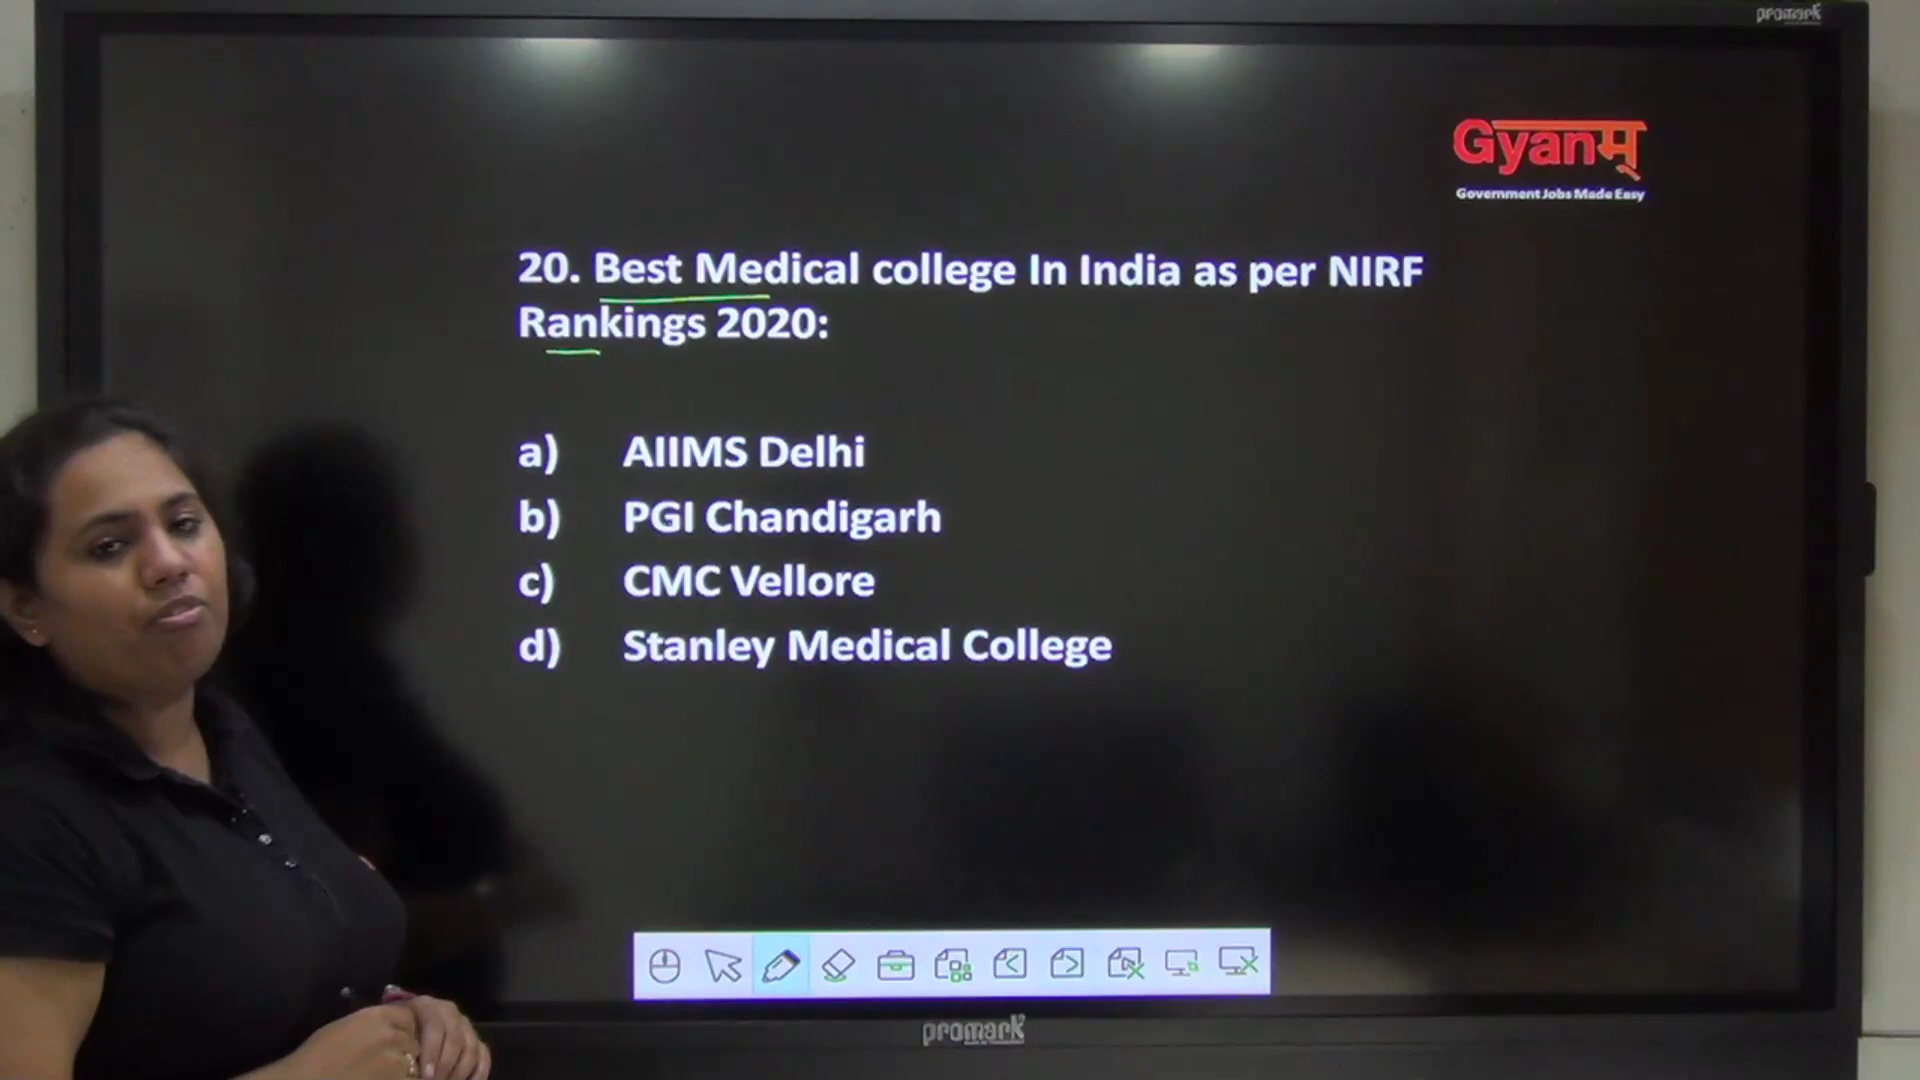 promark
Gyanम्
Government Jobs Made Easy
20. Best Medical college In India as per NIRF
Rankings 2020:
a) AIIMS Delhi
b) PGI Chandigarh
c) CMC Vellore
d) Stanley Medical College
promark